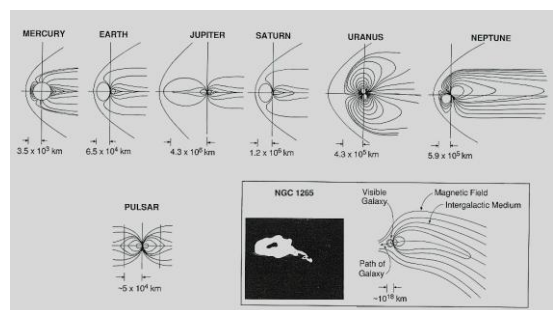 MERCURY
EARTH
JUPITER
SATURN
URANUS
NEPTUNE
3.5 x 10³ km
6.5 x 10⁴ km
4.3 x 10⁶ km
1.2 x 10⁶ km
4.3 x 10⁵ km
5.9 x 10⁵ km
PULSAR
~5 x 10⁴ km
NGC 1265
Visible
Galaxy
Magnetic Field
Intergalactic Medium
Path of
Galaxy
~10¹⁸ km